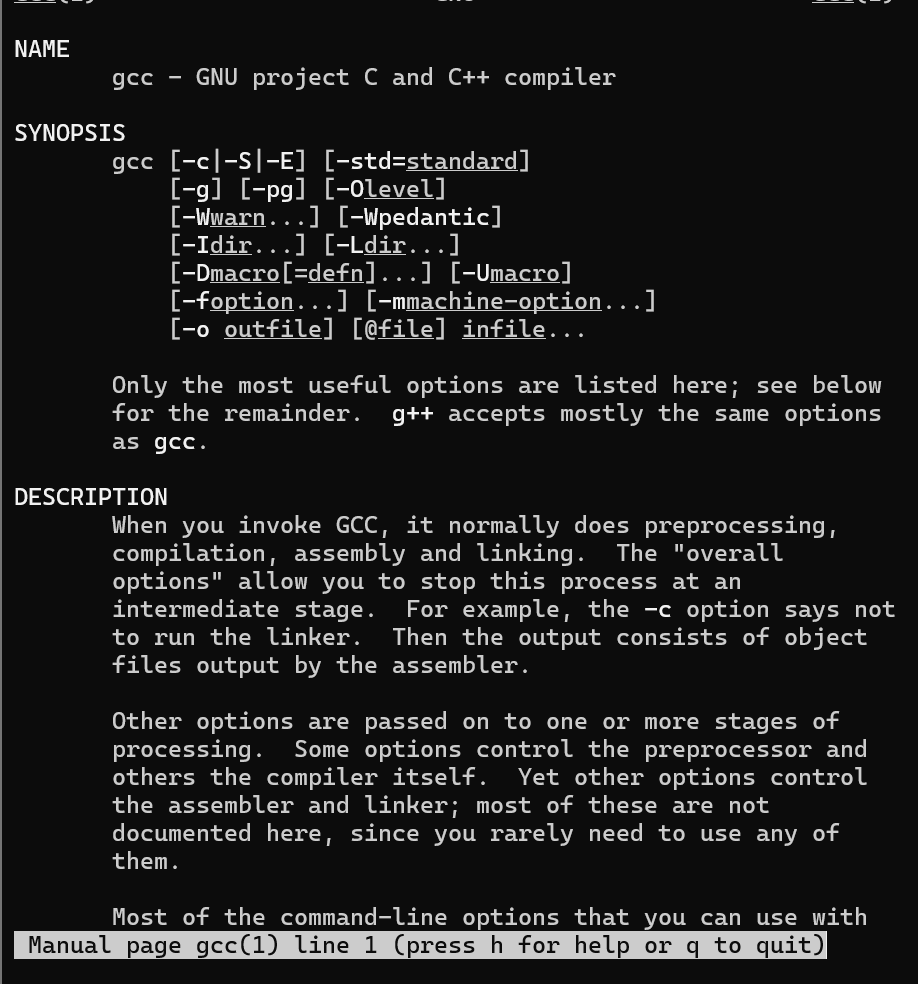 NAME
gcc - GNU project C and C++ compiler
SYNOPSIS
gcc [-c|-S|-E] [-std=standard]
[-g] [-pg] [-Olevel]
[-Wwarn...] [-Wpedantic]
[-Idir...] [-Ldir...]
[-Dmacro[=defn]...] [-Umacro]
[-foption...] [-mmachine-option...]
[-o outfile] [@file] infile...
Only the most useful options are listed here; see below
for the remainder.  g++ accepts mostly the same options
as gcc.
DESCRIPTION
When you invoke GCC, it normally does preprocessing,
compilation, assembly and linking.  The "overall
options" allow you to stop this process at an
intermediate stage.  For example, the -c option says not
to run the linker.  Then the output consists of object
files output by the assembler.
Other options are passed on to one or more stages of
processing.  Some options control the preprocessor and
others the compiler itself.  Yet other options control
the assembler and linker; most of these are not
documented here, since you rarely need to use any of
them.
Most of the command-line options that you can use with
Manual page gcc(1) line 1 (press h for help or q to quit)